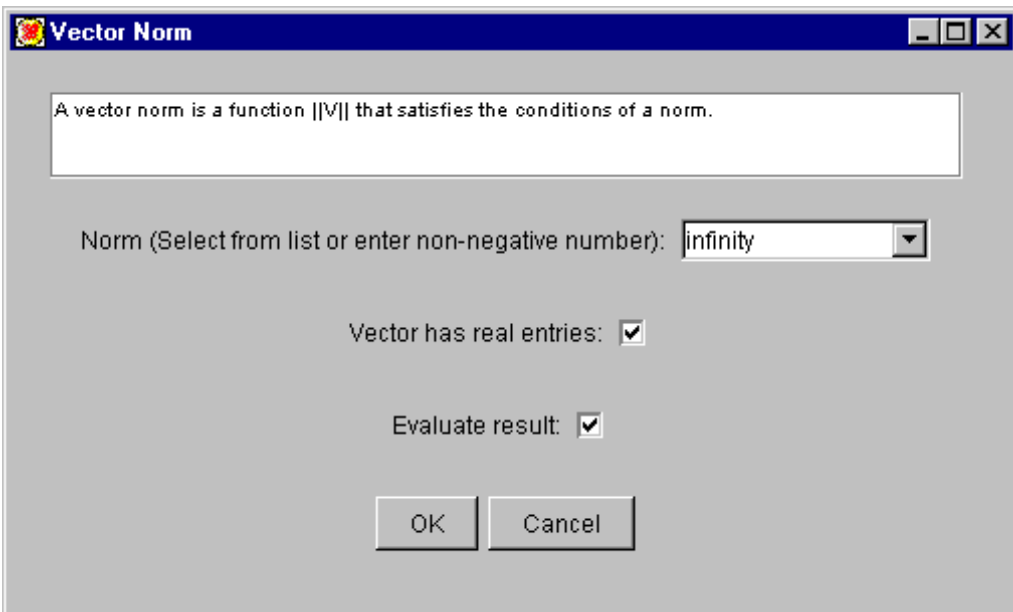 Vector Norm
A vector norm is a function ||V|| that satisfies the conditions of a norm.
Norm (Select from list or enter non-negative number): infinity
Vector has real entries:
Evaluate result:
OK Cancel